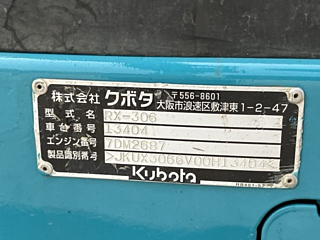 株式会社 クボタ 〒556-8601
大阪市浪速区敷津東1-2-47
型式名 RX-306
車台番号 13404
エンジン番号 7DM2687
製品識別番号 >JKUX3066V00H13404<
Kubota